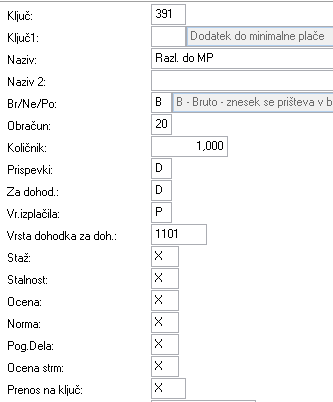 Ključ: 391
Ključ1: Dodatek do minimalne plače
Naziv: Razl. do MP
Naziv 2:
Br/Ne/Po: B B - Bruto - znesek se prišteva v b
Obračun: 20
Količnik: 1,000
Prispevki: D
Za dohod.: D
Vr.izplačila: P
Vrsta dohodka za doh.: 1101
Staž: X
Stalnost: X
Ocena: X
Norma: X
Pog.Dela: X
Ocena strm: X
Prenos na ključ: X